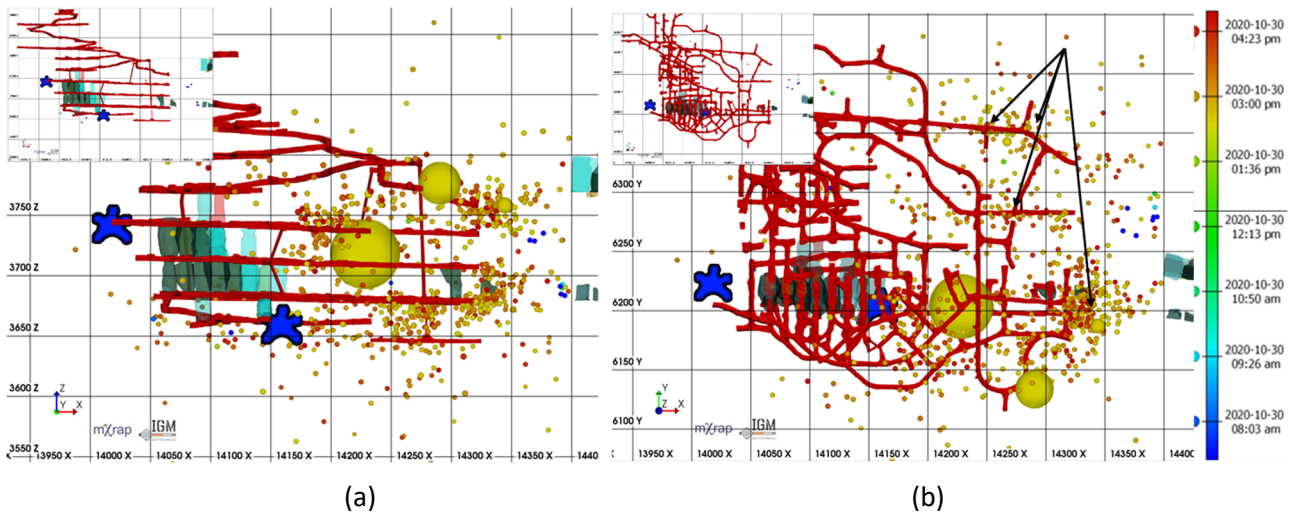 3750 Z
3700 Z
3650 Z
3600 Z
3550 Z
Z
Y X
mXrap IGM
13950 X 14000 X 14050 X 14100 X 14150 X 14200 X 14250 X 14300 X 14350 X 1440
(a)
6300 Y
6250 Y
6200 Y
6150 Y
6100 Y
Y
Z X
mXrap IGM
13950 X 14000 X 14050 X 14100 X 14150 X 14200 X 14250 X 14300 X 14350 X 14400
(b)
2020-10-30
04:23 pm
2020-10-30
03:00 pm
2020-10-30
01:36 pm
2020-10-30
12:13 pm
2020-10-30
10:50 am
2020-10-30
09:26 am
2020-10-30
08:03 am